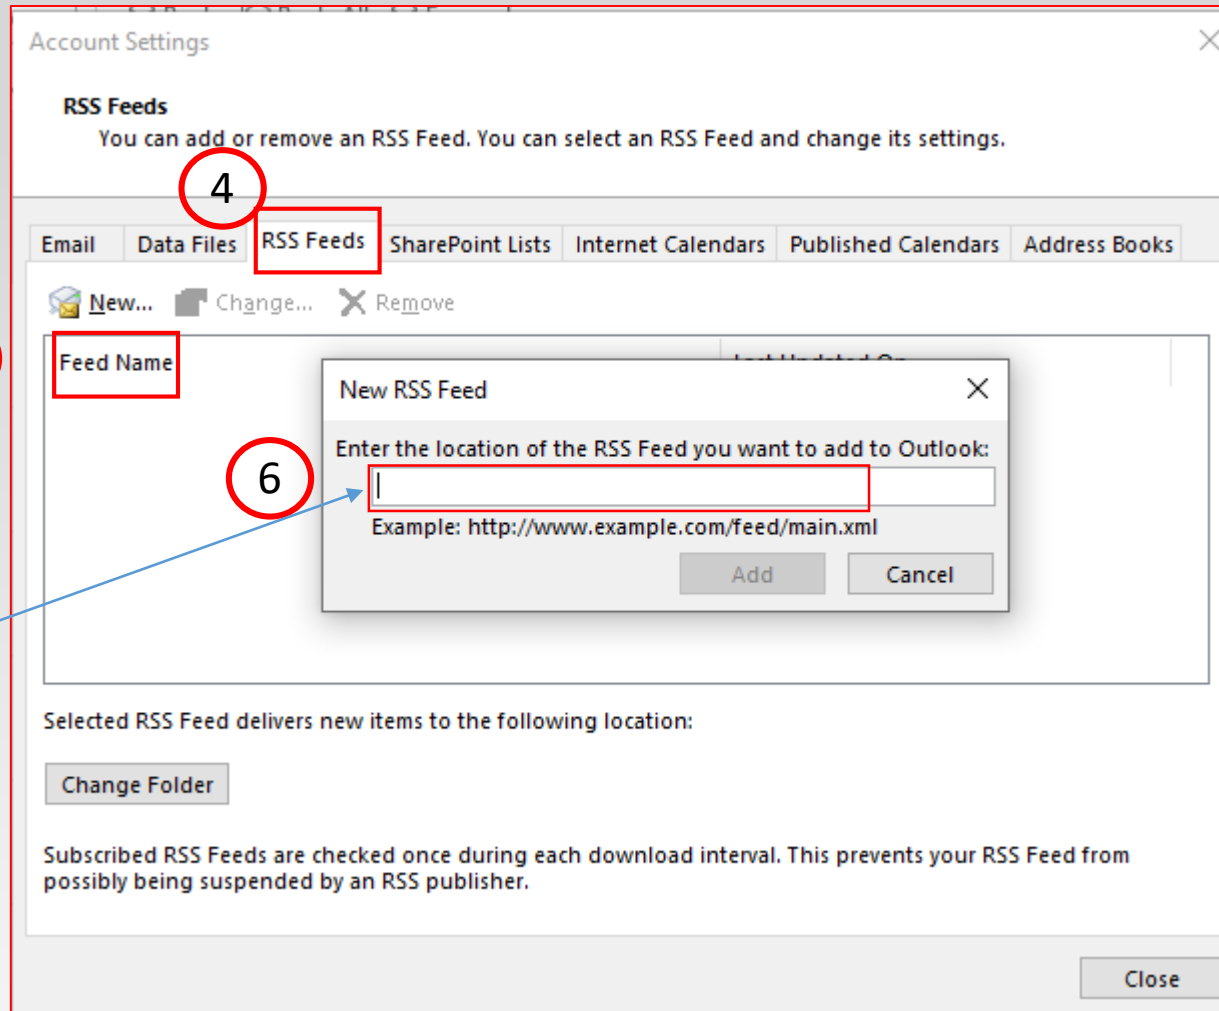 Account Settings
RSS Feeds
You can add or remove an RSS Feed. You can select an RSS Feed and change its settings.
4
Email Data Files RSS Feeds SharePoint Lists Internet Calendars Published Calendars Address Books
New... Change... Remove
Feed Name
New RSS Feed
Enter the location of the RSS Feed you want to add to Outlook:
6
Example: http://www.example.com/feed/main.xml
Add Cancel
Selected RSS Feed delivers new items to the following location:
Change Folder
Subscribed RSS Feeds are checked once during each download interval. This prevents your RSS Feed from
possibly being suspended by an RSS publisher.
Close